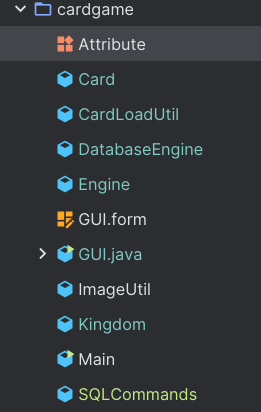 cardgame
Attribute
Card
CardLoadUtil
DatabaseEngine
Engine
GUI.form
GUI.java
ImageUtil
Kingdom
Main
SQLCommands